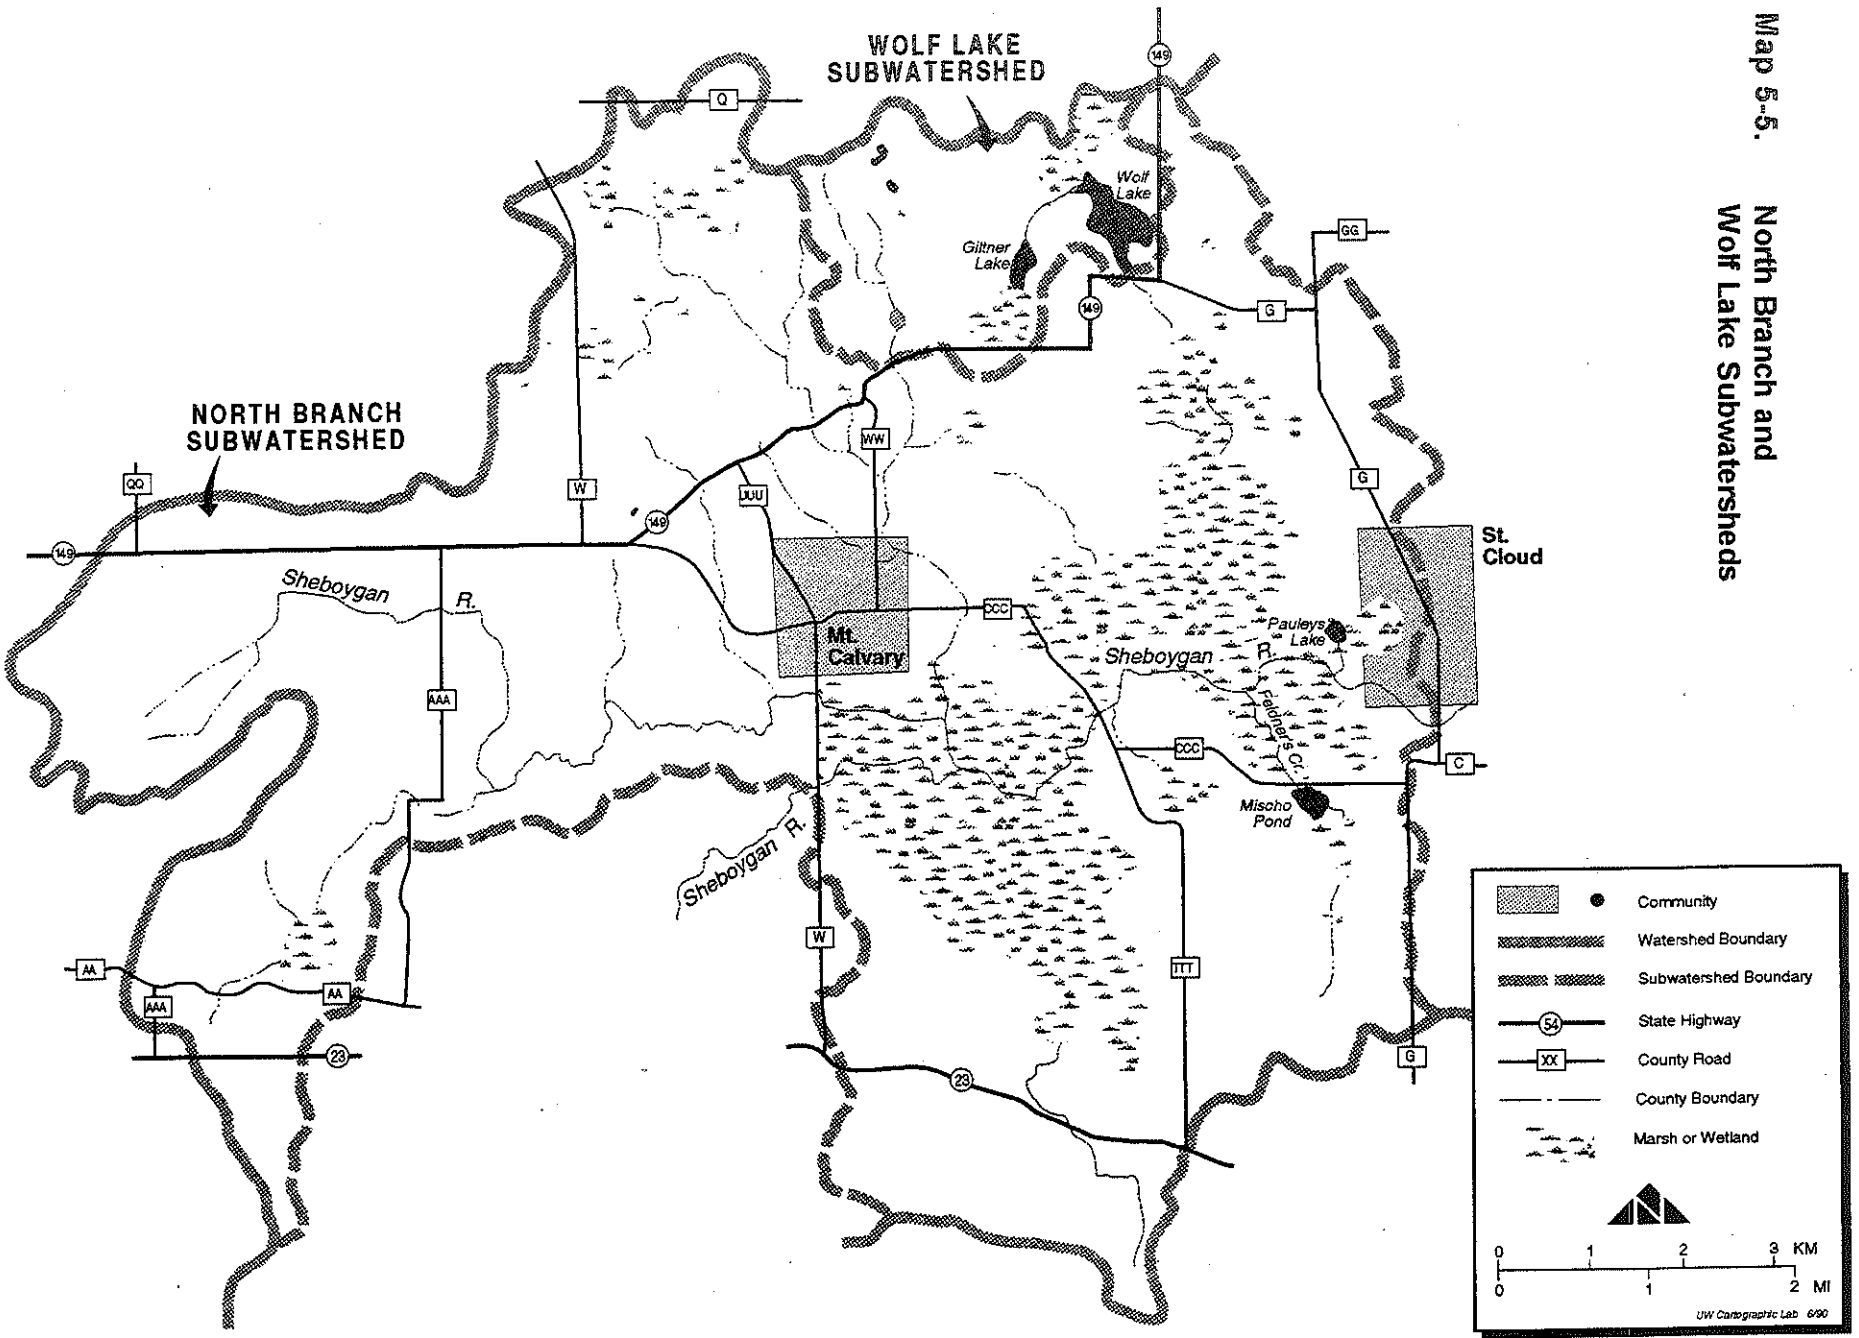 Map 5-5.
North Branch and
Wolf Lake Subwatersheds
WOLF LAKE
SUBWATERSHED
149
Q
Wolf
Lake
GG
Giltner
Lake
149
G
NORTH BRANCH
SUBWATERSHED
WW
QQ
W
JUU
G
149
149
St.
Cloud
Sheboygan R.
CCC
Pauleys
Lake
Mt.
Calvary
Sheboygan R.
AAA
Feldner's Cr.
CCC
C
Mischo
Pond
Sheboygan R.
W
AA
AA
AAA
TTT
23
23
G
Community
Watershed Boundary
Subwatershed Boundary
54 State Highway
XX County Road
County Boundary
Marsh or Wetland
N
0 1 2 3 KM
0 1 2 MI
UW Cartographic Lab 6/90